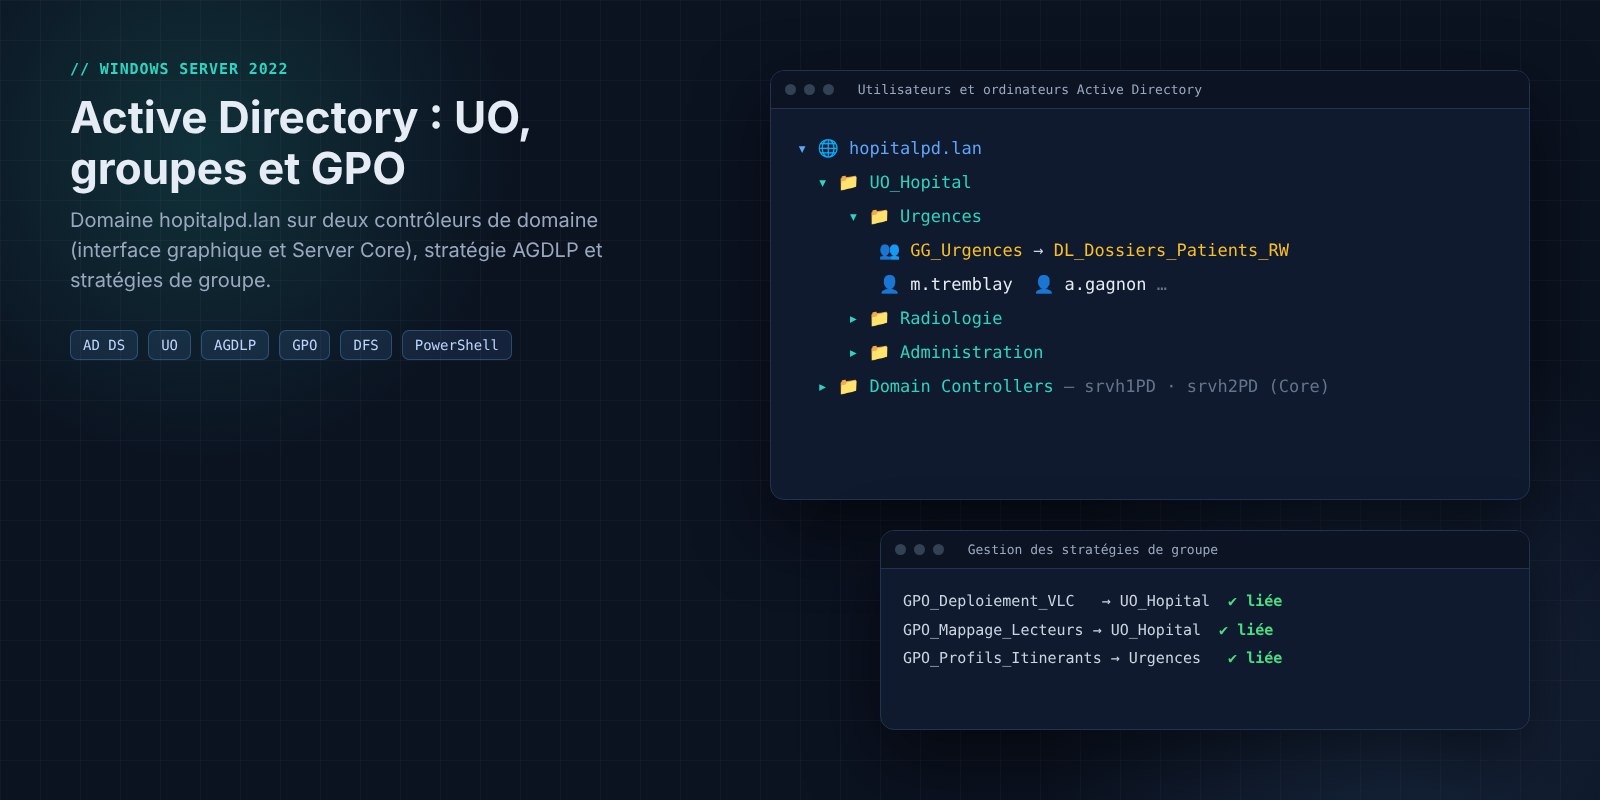 // WINDOWS SERVER 2022
Active Directory : UO,
groupes et GPO
Domaine hopitalpd.lan sur deux contrôleurs de domaine
(interface graphique et Server Core), stratégie AGDLP et
stratégies de groupe.
AD DS UO AGDLP GPO DFS PowerShell
Utilisateurs et ordinateurs Active Directory
▾ 🌐 hopitalpd.lan
▾ 📁 UO_Hopital
▾ 📁 Urgences
👥 GG_Urgences → DL_Dossiers_Patients_RW
👤 m.tremblay 👤 a.gagnon …
▸ 📁 Radiologie
▸ 📁 Administration
▸ 📁 Domain Controllers — srvh1PD · srvh2PD (Core)
Gestion des stratégies de groupe
GPO_Deploiement_VLC → UO_Hopital ✔ liée
GPO_Mappage_Lecteurs → UO_Hopital ✔ liée
GPO_Profils_Itinerants → Urgences ✔ liée